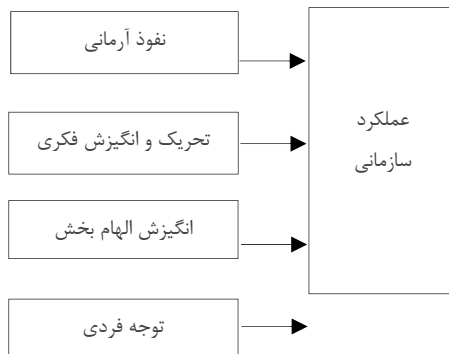 نفوذ آرمانی
عملکرد
سازمانی
تحریک و انگیزش فکری
انگیزش الهام بخش
توجه فردی